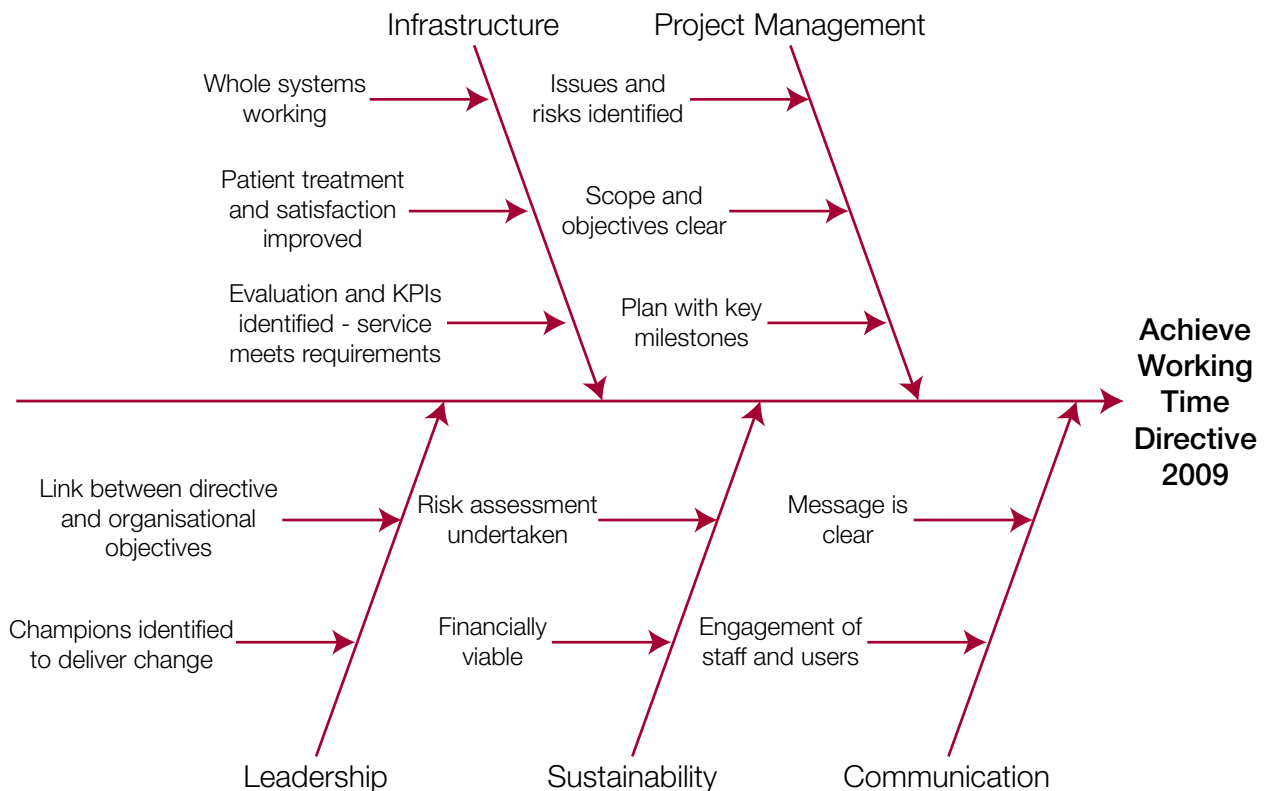 Infrastructure
Project Management
Whole systems
working
Issues and
risks identified
Patient treatment
and satisfaction
improved
Scope and
objectives clear
Evaluation and KPIs
identified - service
meets requirements
Plan with key
milestones
Achieve
Working
Time
Directive
2009
Link between directive
and organisational
objectives
Risk assessment
undertaken
Message is
clear
Champions identified
to deliver change
Financially
viable
Engagement of
staff and users
Leadership
Sustainability
Communication